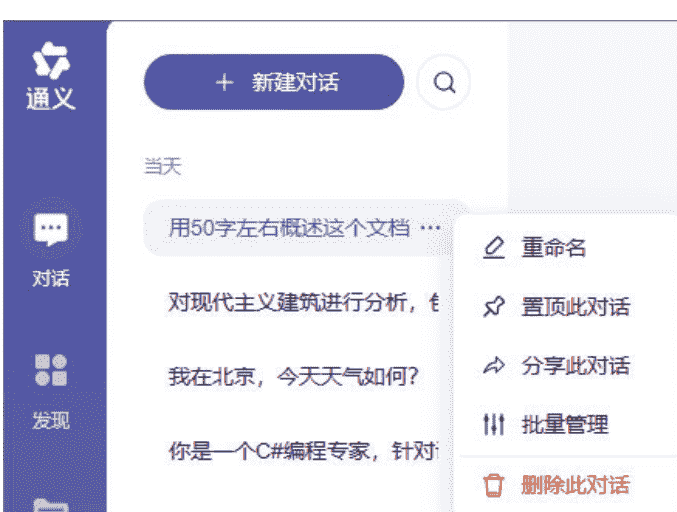 通义
新建对话
当天
用50字左右概述这个文档 ···
重命名
对话
对现代主义建筑进行分析，
置顶此对话
我在北京，今天天气如何？
分享此对话
发现
你是一个C#编程专家，针对
批量管理
删除此对话